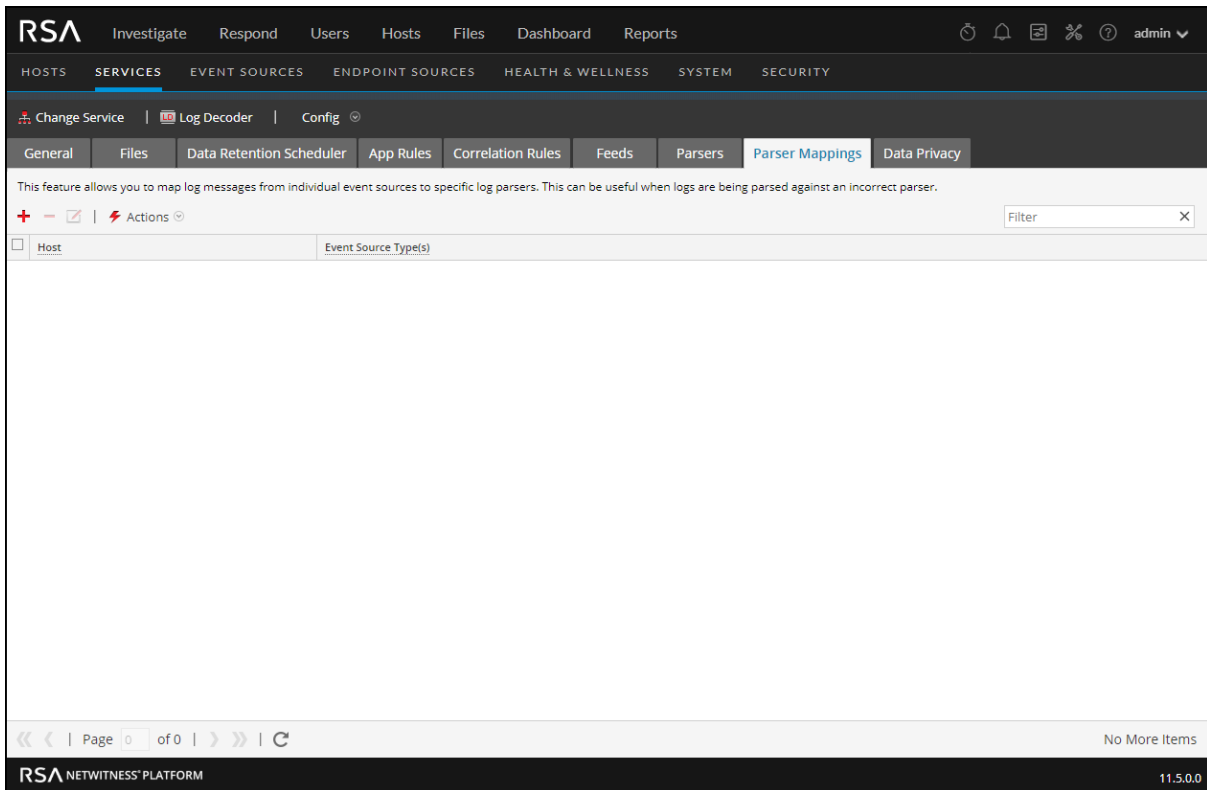 RSA Investigate Respond Users Hosts Files Dashboard Reports ? admin
HOSTS SERVICES EVENT SOURCES ENDPOINT SOURCES HEALTH & WELLNESS SYSTEM SECURITY
Change Service | LD Log Decoder | Config
General Files Data Retention Scheduler App Rules Correlation Rules Feeds Parsers Parser Mappings Data Privacy
This feature allows you to map log messages from individual event sources to specific log parsers. This can be useful when logs are being parsed against an incorrect parser.
Actions Filter
Host Event Source Type(s)
Page 0 of 0 No More Items
RSA NETWITNESS® PLATFORM 11.5.0.0